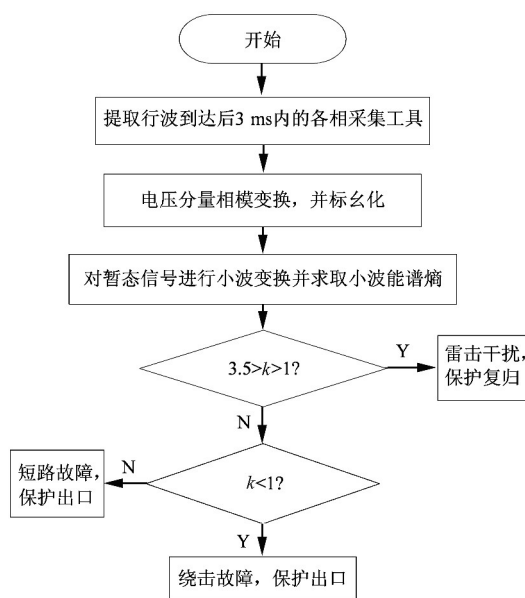 开始
提取行波到达后3 ms内的各相采集工具
电压分量相模变换，并标幺化
对暂态信号进行小波变换并求取小波能谱熵
3.5>k>1?
Y
雷击干扰，
保护复归
N
k<1?
N
短路故障，
保护出口
Y
绕击故障，保护出口